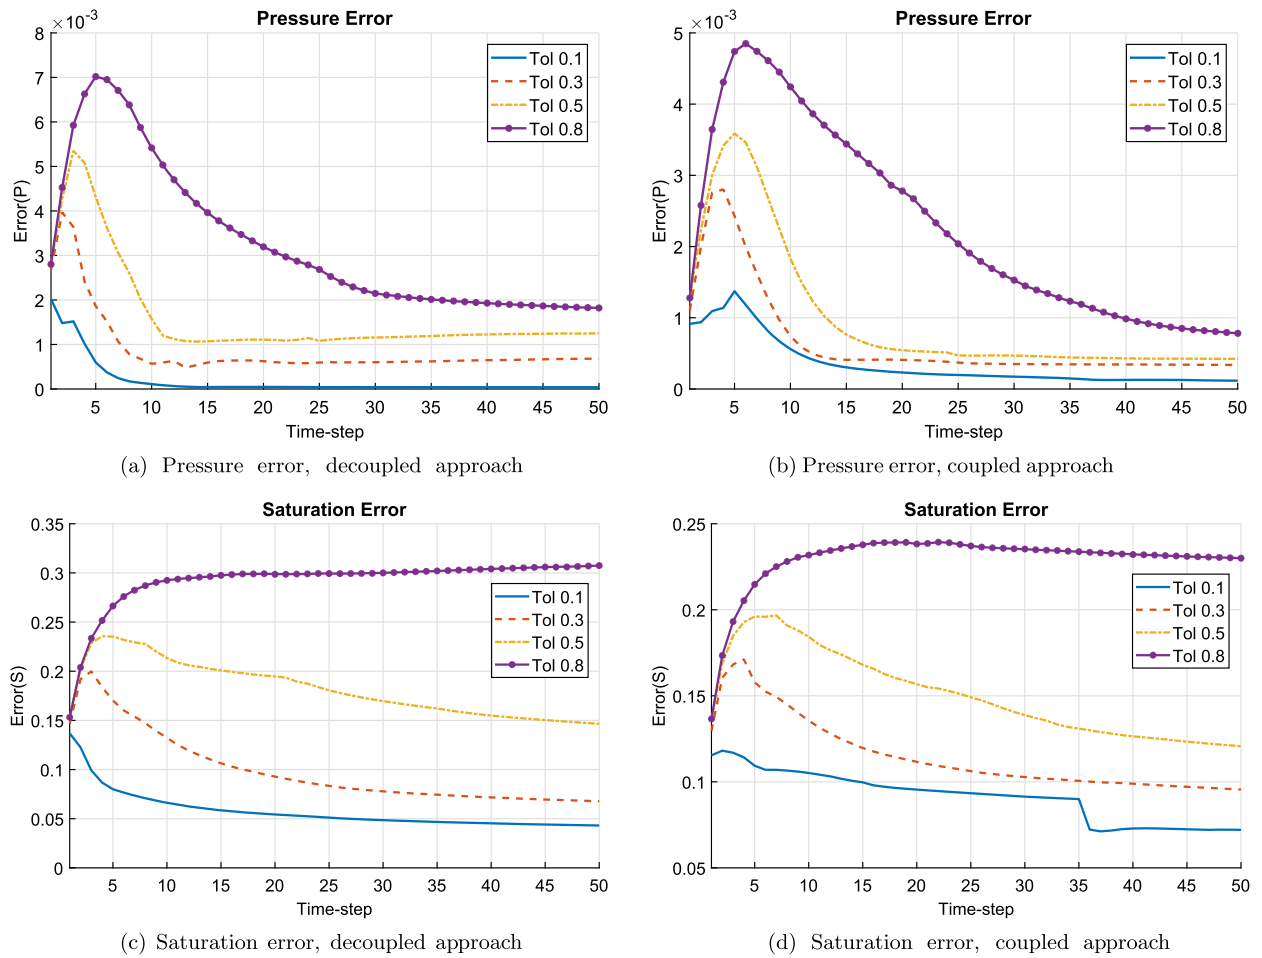 Pressure Error
×10⁻³
8
7
6
5
4
3
2
1
0
Error(P)
Tol 0.1
Tol 0.3
Tol 0.5
Tol 0.8
5 10 15 20 25 30 35 40 45 50
Time-step
(a) Pressure error, decoupled approach
Pressure Error
×10⁻³
5
4
3
2
1
0
Error(P)
Tol 0.1
Tol 0.3
Tol 0.5
Tol 0.8
5 10 15 20 25 30 35 40 45 50
Time-step
(b) Pressure error, coupled approach
Saturation Error
0.35
0.3
0.25
0.2
0.15
0.1
0.05
0
Error(S)
Tol 0.1
Tol 0.3
Tol 0.5
Tol 0.8
5 10 15 20 25 30 35 40 45 50
Time-step
(c) Saturation error, decoupled approach
Saturation Error
0.25
0.2
0.15
0.1
0.05
Error(S)
Tol 0.1
Tol 0.3
Tol 0.5
Tol 0.8
5 10 15 20 25 30 35 40 45 50
Time-step
(d) Saturation error, coupled approach